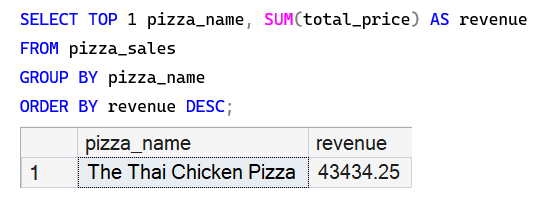 SELECT TOP 1 pizza_name, SUM(total_price) AS revenue
FROM pizza_sales
GROUP BY pizza_name
ORDER BY revenue DESC;
pizza_name revenue
1 The Thai Chicken Pizza 43434.25